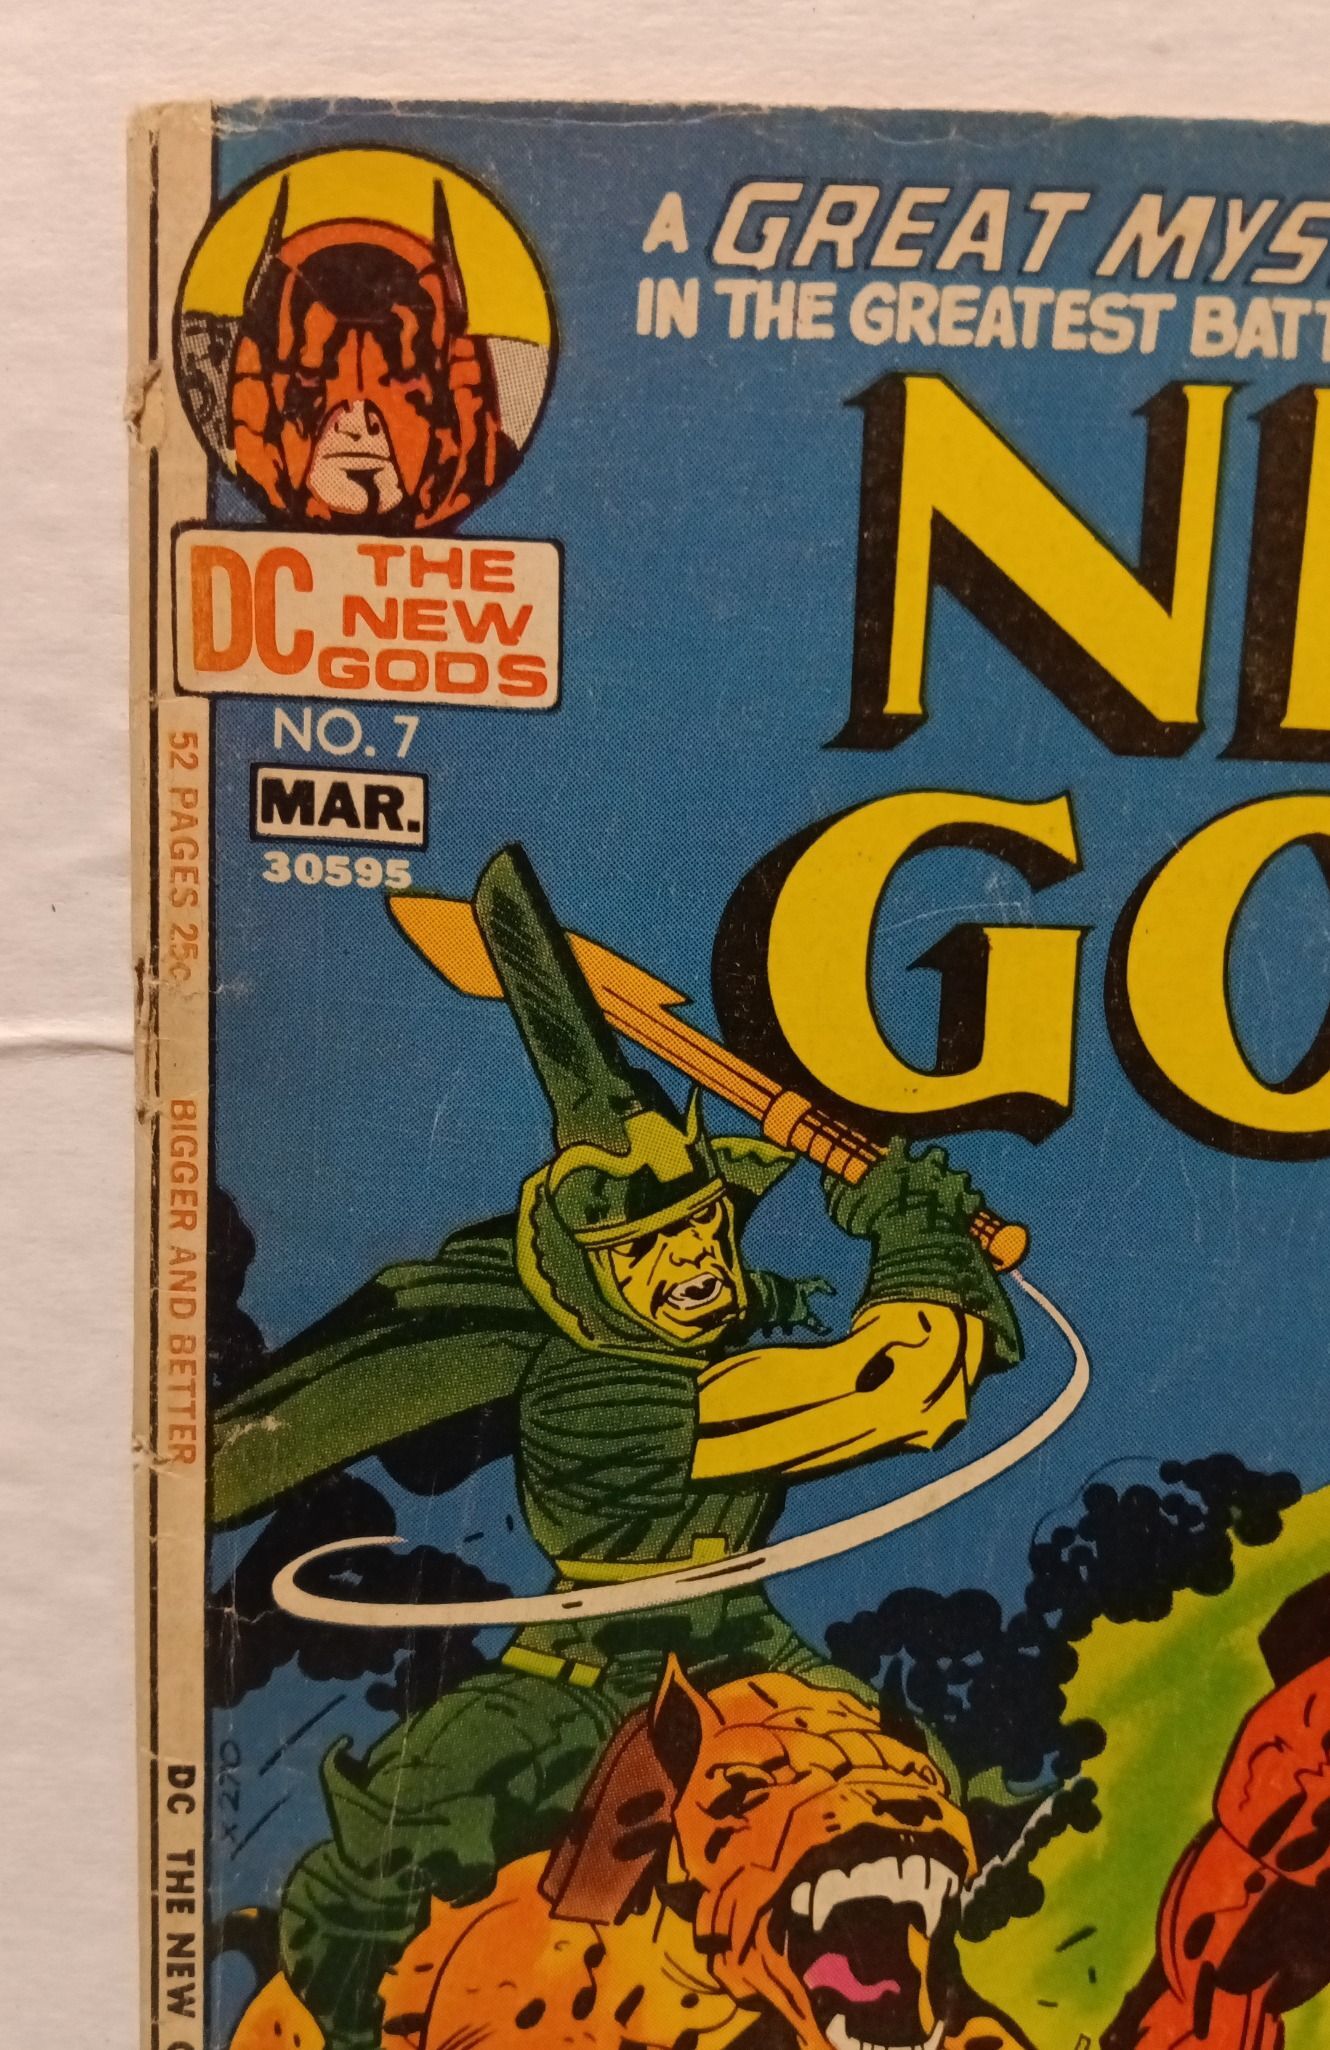 A GREAT MYS
IN THE GREATEST BATT
NE
GO
DC THE NEW GODS
NO. 7
MAR.
30595
52 PAGES 25¢
BIGGER AND BETTER
DC THE NEW
X270